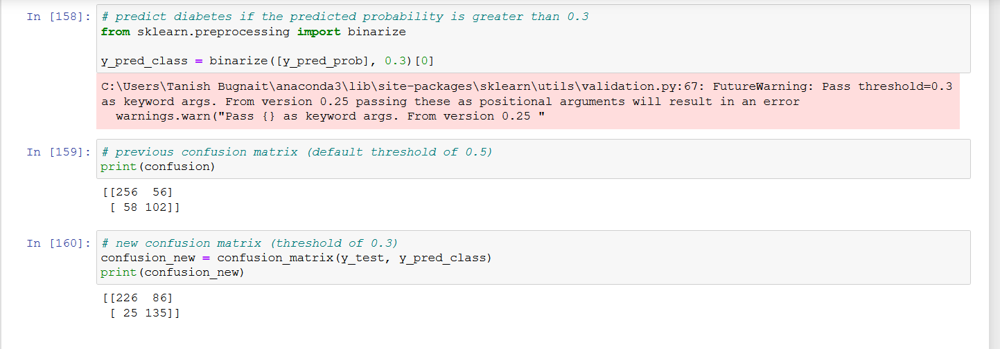 In [158]: # predict diabetes if the predicted probability is greater than 0.3
from sklearn.preprocessing import binarize
y_pred_class = binarize([y_pred_prob], 0.3)[0]
C:\Users\Tanish Bugnait\anaconda3\lib\site-packages\sklearn\utils\validation.py:67: FutureWarning: Pass threshold=0.3
as keyword args. From version 0.25 passing these as positional arguments will result in an error
warnings.warn("Pass {} as keyword args. From version 0.25 "
In [159]: # previous confusion matrix (default threshold of 0.5)
print(confusion)
[[256 56]
[ 58 102]]
In [160]: # new confusion matrix (threshold of 0.3)
confusion_new = confusion_matrix(y_test, y_pred_class)
print(confusion_new)
[[226 86]
[ 25 135]]